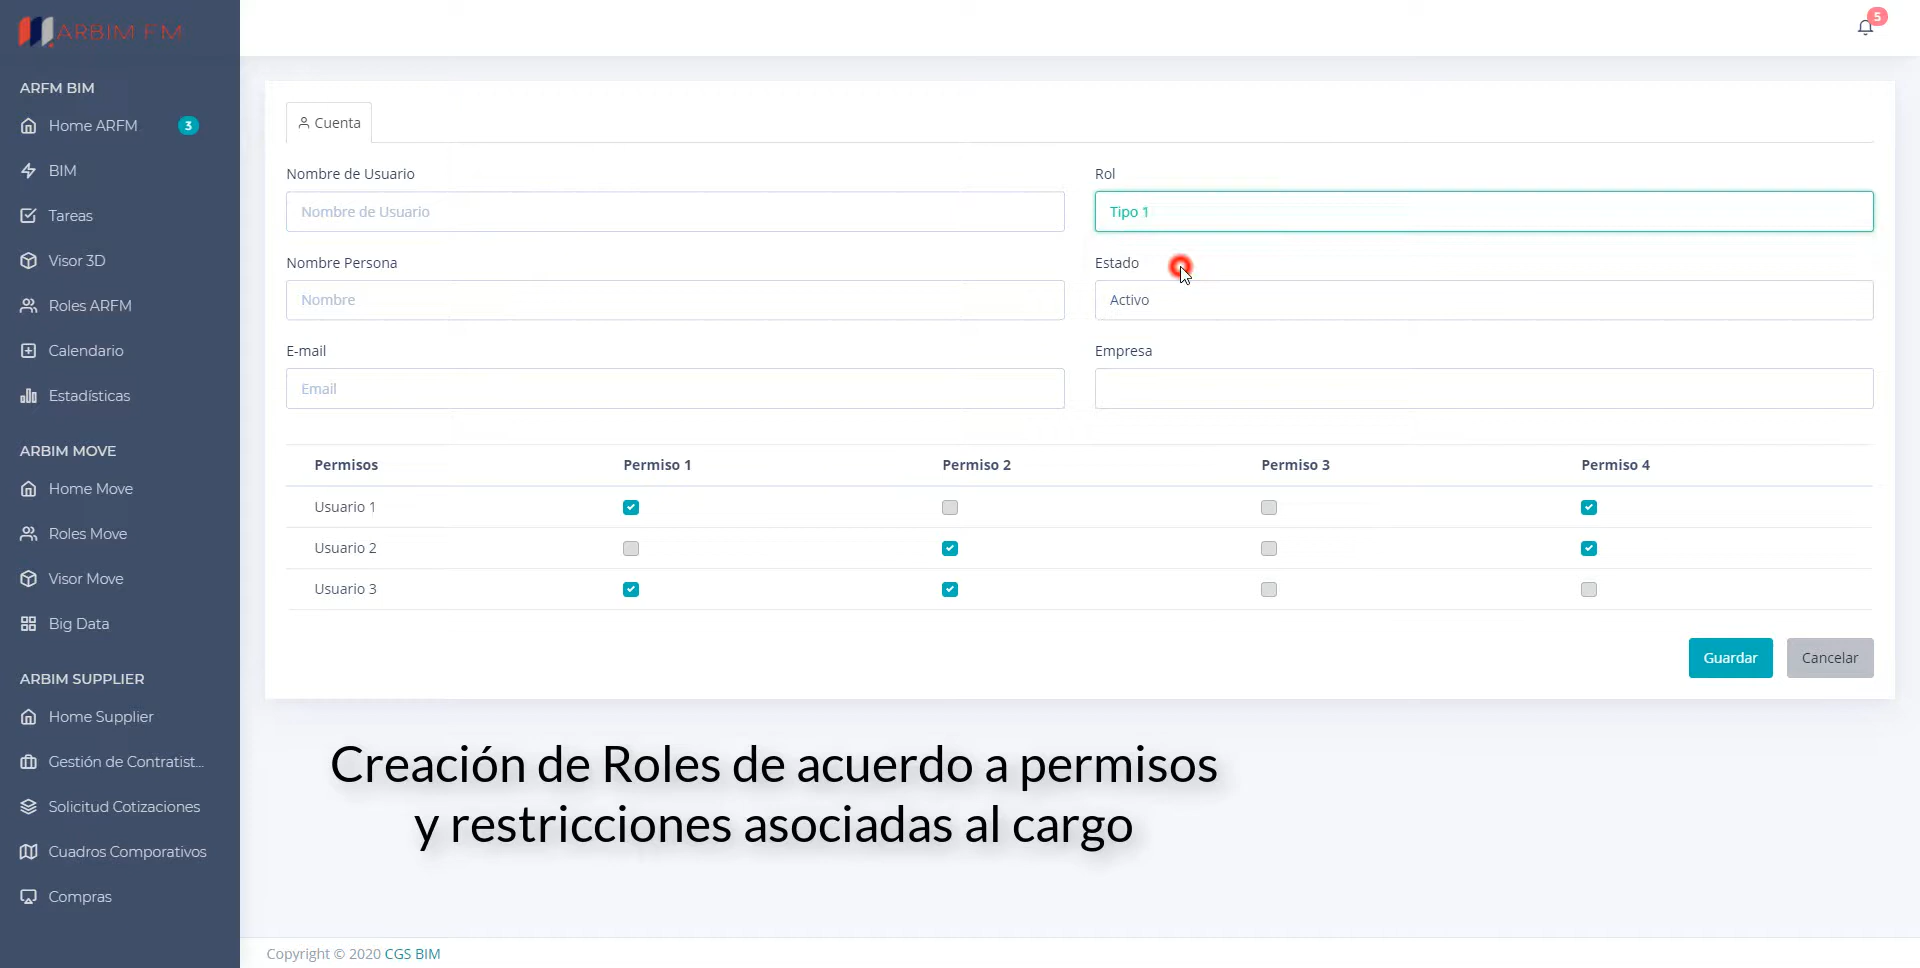 ARBIM FM
5
ARFM BIM
Home ARFM 3
BIM
Tareas
Visor 3D
Roles ARFM
Calendario
Estadísticas
ARBIM MOVE
Home Move
Roles Move
Visor Move
Big Data
ARBIM SUPPLIER
Home Supplier
Gestión de Contratist...
Solicitud Cotizaciones
Cuadros Comporativos
Compras
Cuenta
Nombre de Usuario
Nombre de Usuario
Rol
Tipo 1
Nombre Persona
Nombre
Estado
Activo
E-mail
Email
Empresa
Permisos Permiso 1 Permiso 2 Permiso 3 Permiso 4
Usuario 1
Usuario 2
Usuario 3
Guardar Cancelar
Creación de Roles de acuerdo a permisos
y restricciones asociadas al cargo
Copyright © 2020 CGS BIM